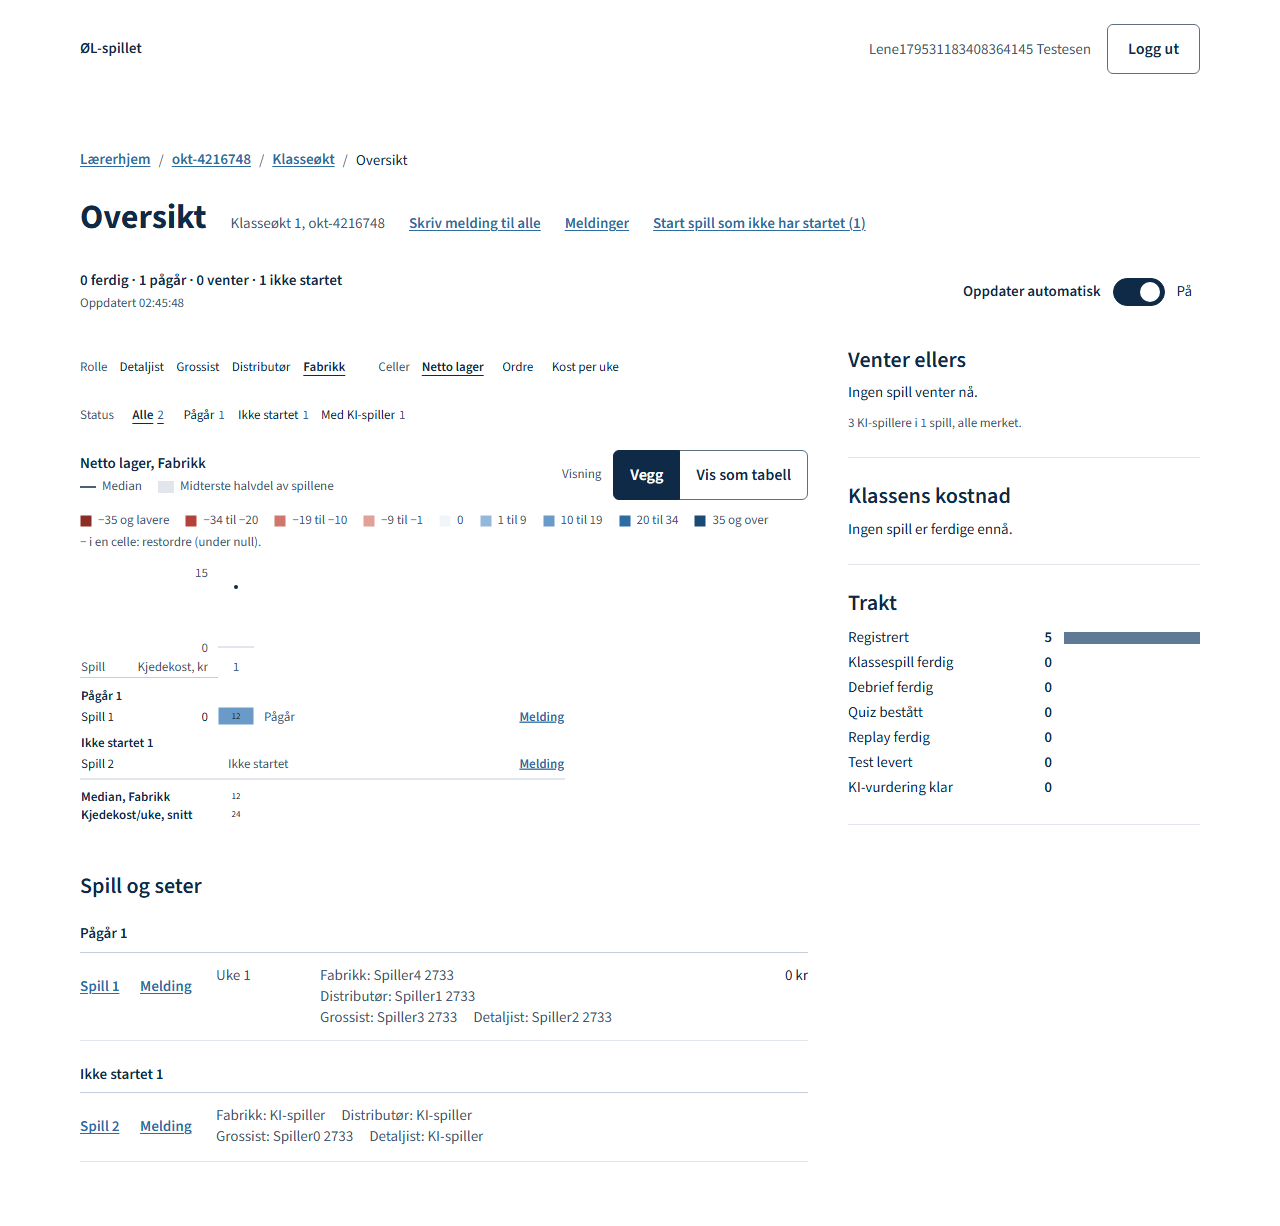 ØL-spillet
Lene179531183408364145 Testesen
Logg ut
Lærerhjem / okt-4216748 / Klasseøkt / Oversikt
Oversikt Klasseøkt 1, okt-4216748 Skriv melding til alle Meldinger Start spill som ikke har startet (1)
0 ferdig · 1 pågår · 0 venter · 1 ikke startet
Oppdatert 02:45:48
Oppdater automatisk På
Rolle Detaljist Grossist Distributør Fabrikk Celler Netto lager Ordre Kost per uke
Status Alle 2 Pågår 1 Ikke startet 1 Med KI-spiller 1
Netto lager, Fabrikk
Median Midterste halvdel av spillene
Visning Vegg Vis som tabell
−35 og lavere −34 til −20 −19 til −10 −9 til −1 0 1 til 9 10 til 19 20 til 34 35 og over
− i en celle: restordre (under null).
15
0
Spill Kjedekost, kr 1
Pågår 1
Spill 1 0 12 Pågår Melding
Ikke startet 1
Spill 2 Ikke startet Melding
Median, Fabrikk 12
Kjedekost/uke, snitt 24
Venter ellers
Ingen spill venter nå.
3 KI-spillere i 1 spill, alle merket.
Klassens kostnad
Ingen spill er ferdige ennå.
Trakt
Registrert 5
Klassespill ferdig 0
Debrief ferdig 0
Quiz bestått 0
Replay ferdig 0
Test levert 0
KI-vurdering klar 0
Spill og seter
Pågår 1
Spill 1 Melding Uke 1 Fabrikk: Spiller4 2733 0 kr
Distributør: Spiller1 2733
Grossist: Spiller3 2733 Detaljist: Spiller2 2733
Ikke startet 1
Spill 2 Melding Fabrikk: KI-spiller Distributør: KI-spiller
Grossist: Spiller0 2733 Detaljist: KI-spiller